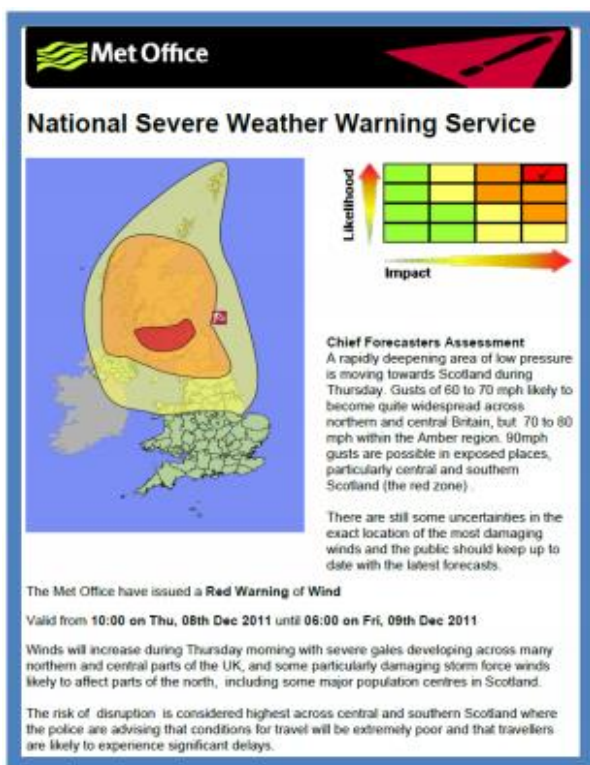 Met Office
National Severe Weather Warning Service
Likelihood
Impact
Chief Forecasters Assessment
A rapidly deepening area of low pressure
is moving towards Scotland during
Thursday. Gusts of 60 to 70 mph likely to
become quite widespread across
northern and central Britain, but 70 to 80
mph within the Amber region. 90mph
gusts are possible in exposed places,
particularly central and southern
Scotland (the red zone) .
There are still some uncertainties in the
exact location of the most damaging
winds and the public should keep up to
date with the latest forecasts.
The Met Office have issued a Red Warning of Wind
Valid from 10:00 on Thu, 08th Dec 2011 until 06:00 on Fri, 09th Dec 2011
Winds will increase during Thursday morning with severe gales developing across many
northern and central parts of the UK, and some particularly damaging storm force winds
likely to affect parts of the north, including some major population centres in Scotland.
The risk of disruption is considered highest across central and southern Scotland where
the police are advising that conditions for travel will be extremely poor and that travellers
are likely to experience significant delays.